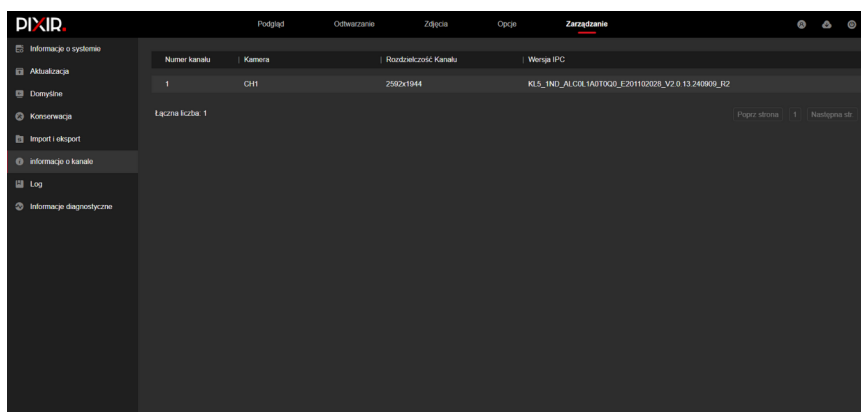 PIXIR.
Podgląd Odtwarzanie Zdjęcia Opcje Zarządzanie
Informacje o systemie
Aktualizacja
Domyślne
Konserwacja
Import i eksport
informacje o kanale
Log
Informacje diagnostyczne
Numer kanału | Kamera | Rozdzielczość Kanału | Wersja IPC
1 CH1 2592x1944 KL5_1ND_ALC0L1A0T0Q0_E201102028_V2.0.13.240909_R2
Łączna liczba: 1
Poprz strona 1 Następna str